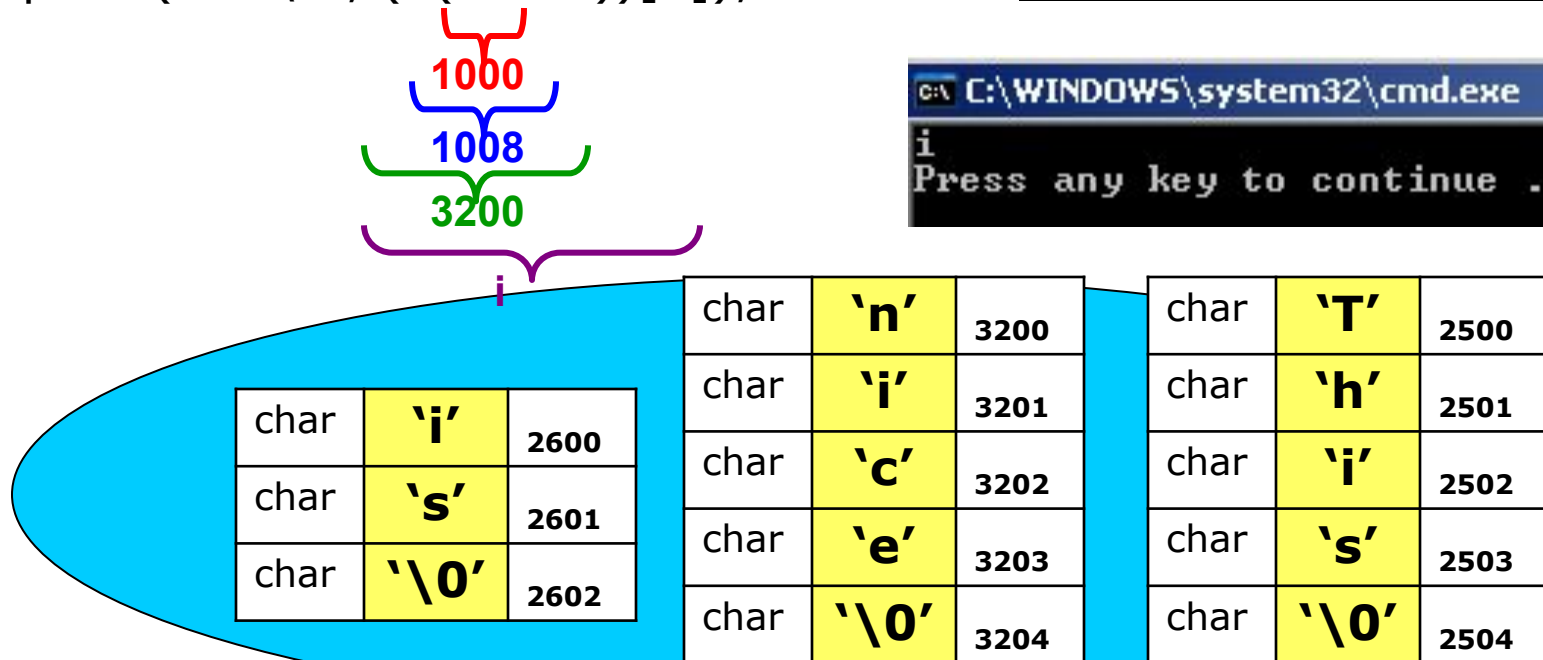 1000
1008
3200
i
C:\ C:\WINDOWS\system32\cmd.exe
i
Press any key to continue .
char ‘i’ 2600
char ‘s’ 2601
char ‘\0’ 2602
char ‘n’ 3200
char ‘i’ 3201
char ‘c’ 3202
char ‘e’ 3203
char ‘\0’ 3204
char ‘T’ 2500
char ‘h’ 2501
char ‘i’ 2502
char ‘s’ 2503
char ‘\0’ 2504